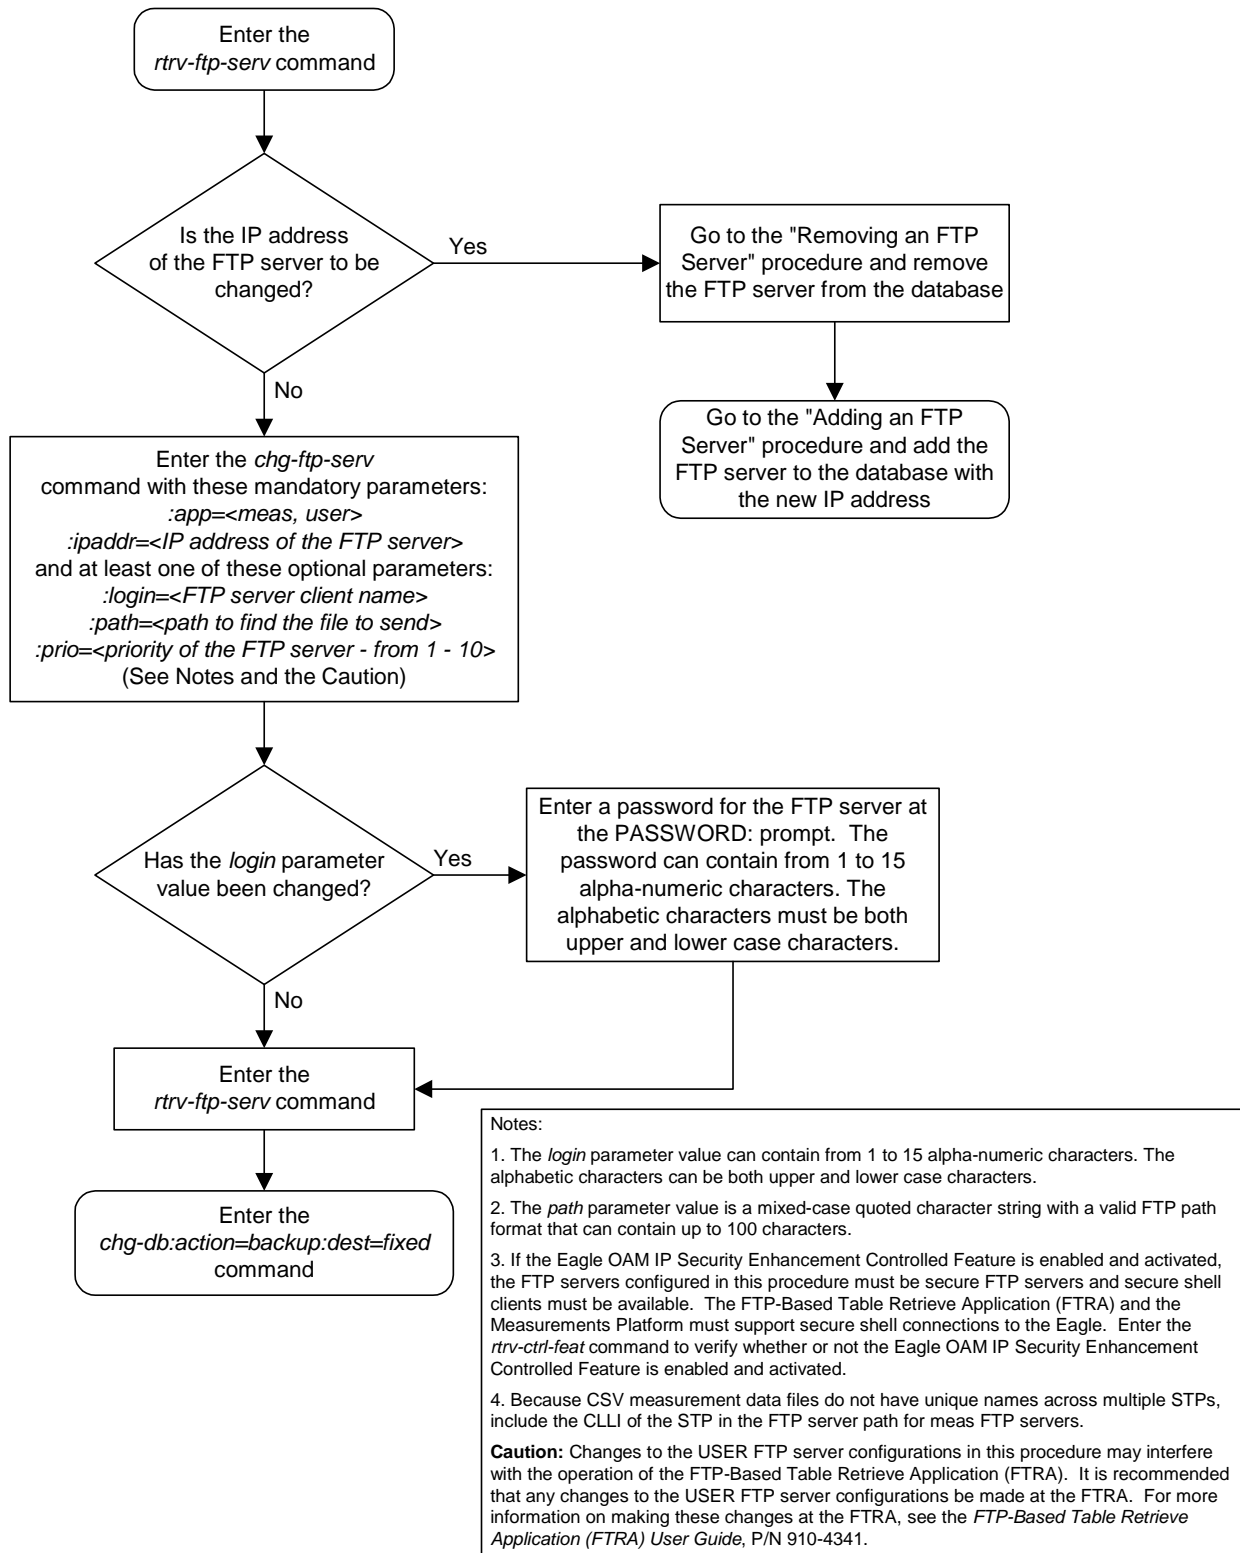 Enter the
rtrv-ftp-serv command
Is the IP address
of the FTP server to be
changed?
Yes
Go to the "Removing an FTP
Server" procedure and remove
the FTP server from the database
No
Go to the "Adding an FTP
Server" procedure and add the
FTP server to the database with
the new IP address
Enter the chg-ftp-serv
command with these mandatory parameters:
:app=<meas, user>
:ipaddr=<IP address of the FTP server>
and at least one of these optional parameters:
:login=<FTP server client name>
:path=<path to find the file to send>
:prio=<priority of the FTP server - from 1 - 10>
(See Notes and the Caution)
Has the login parameter
value been changed?
Yes
Enter a password for the FTP server at
the PASSWORD: prompt.  The
password can contain from 1 to 15
alpha-numeric characters. The
alphabetic characters must be both
upper and lower case characters.
No
Enter the
rtrv-ftp-serv command
Enter the
chg-db:action=backup:dest=fixed
command
Notes:
1. The login parameter value can contain from 1 to 15 alpha-numeric characters. The
alphabetic characters can be both upper and lower case characters.
2. The path parameter value is a mixed-case quoted character string with a valid FTP path
format that can contain up to 100 characters.
3. If the Eagle OAM IP Security Enhancement Controlled Feature is enabled and activated,
the FTP servers configured in this procedure must be secure FTP servers and secure shell
clients must be available.  The FTP-Based Table Retrieve Application (FTRA) and the
Measurements Platform must support secure shell connections to the Eagle.  Enter the
rtrv-ctrl-feat command to verify whether or not the Eagle OAM IP Security Enhancement
Controlled Feature is enabled and activated.
4. Because CSV measurement data files do not have unique names across multiple STPs,
include the CLLI of the STP in the FTP server path for meas FTP servers.
Caution: Changes to the USER FTP server configurations in this procedure may interfere
with the operation of the FTP-Based Table Retrieve Application (FTRA).  It is recommended
that any changes to the USER FTP server configurations be made at the FTRA.  For more
information on making these changes at the FTRA, see the FTP-Based Table Retrieve
Application (FTRA) User Guide, P/N 910-4341.